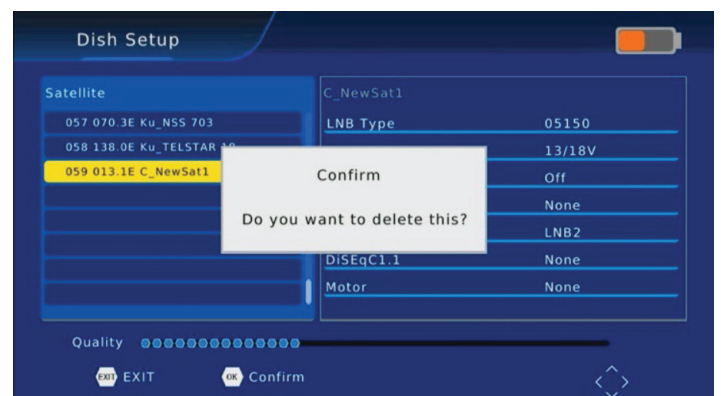 Dish Setup
Satellite
057 070.3E Ku_NSS 703
058 138.0E Ku_TELSTAR
059 013.1E C_NewSat1
C_NewSat1
LNB Type 05150
13/18V
Off
None
LNB2
DiSEqC1.1 None
Motor None
Confirm
Do you want to delete this?
Quality
EXIT EXIT
OK Confirm